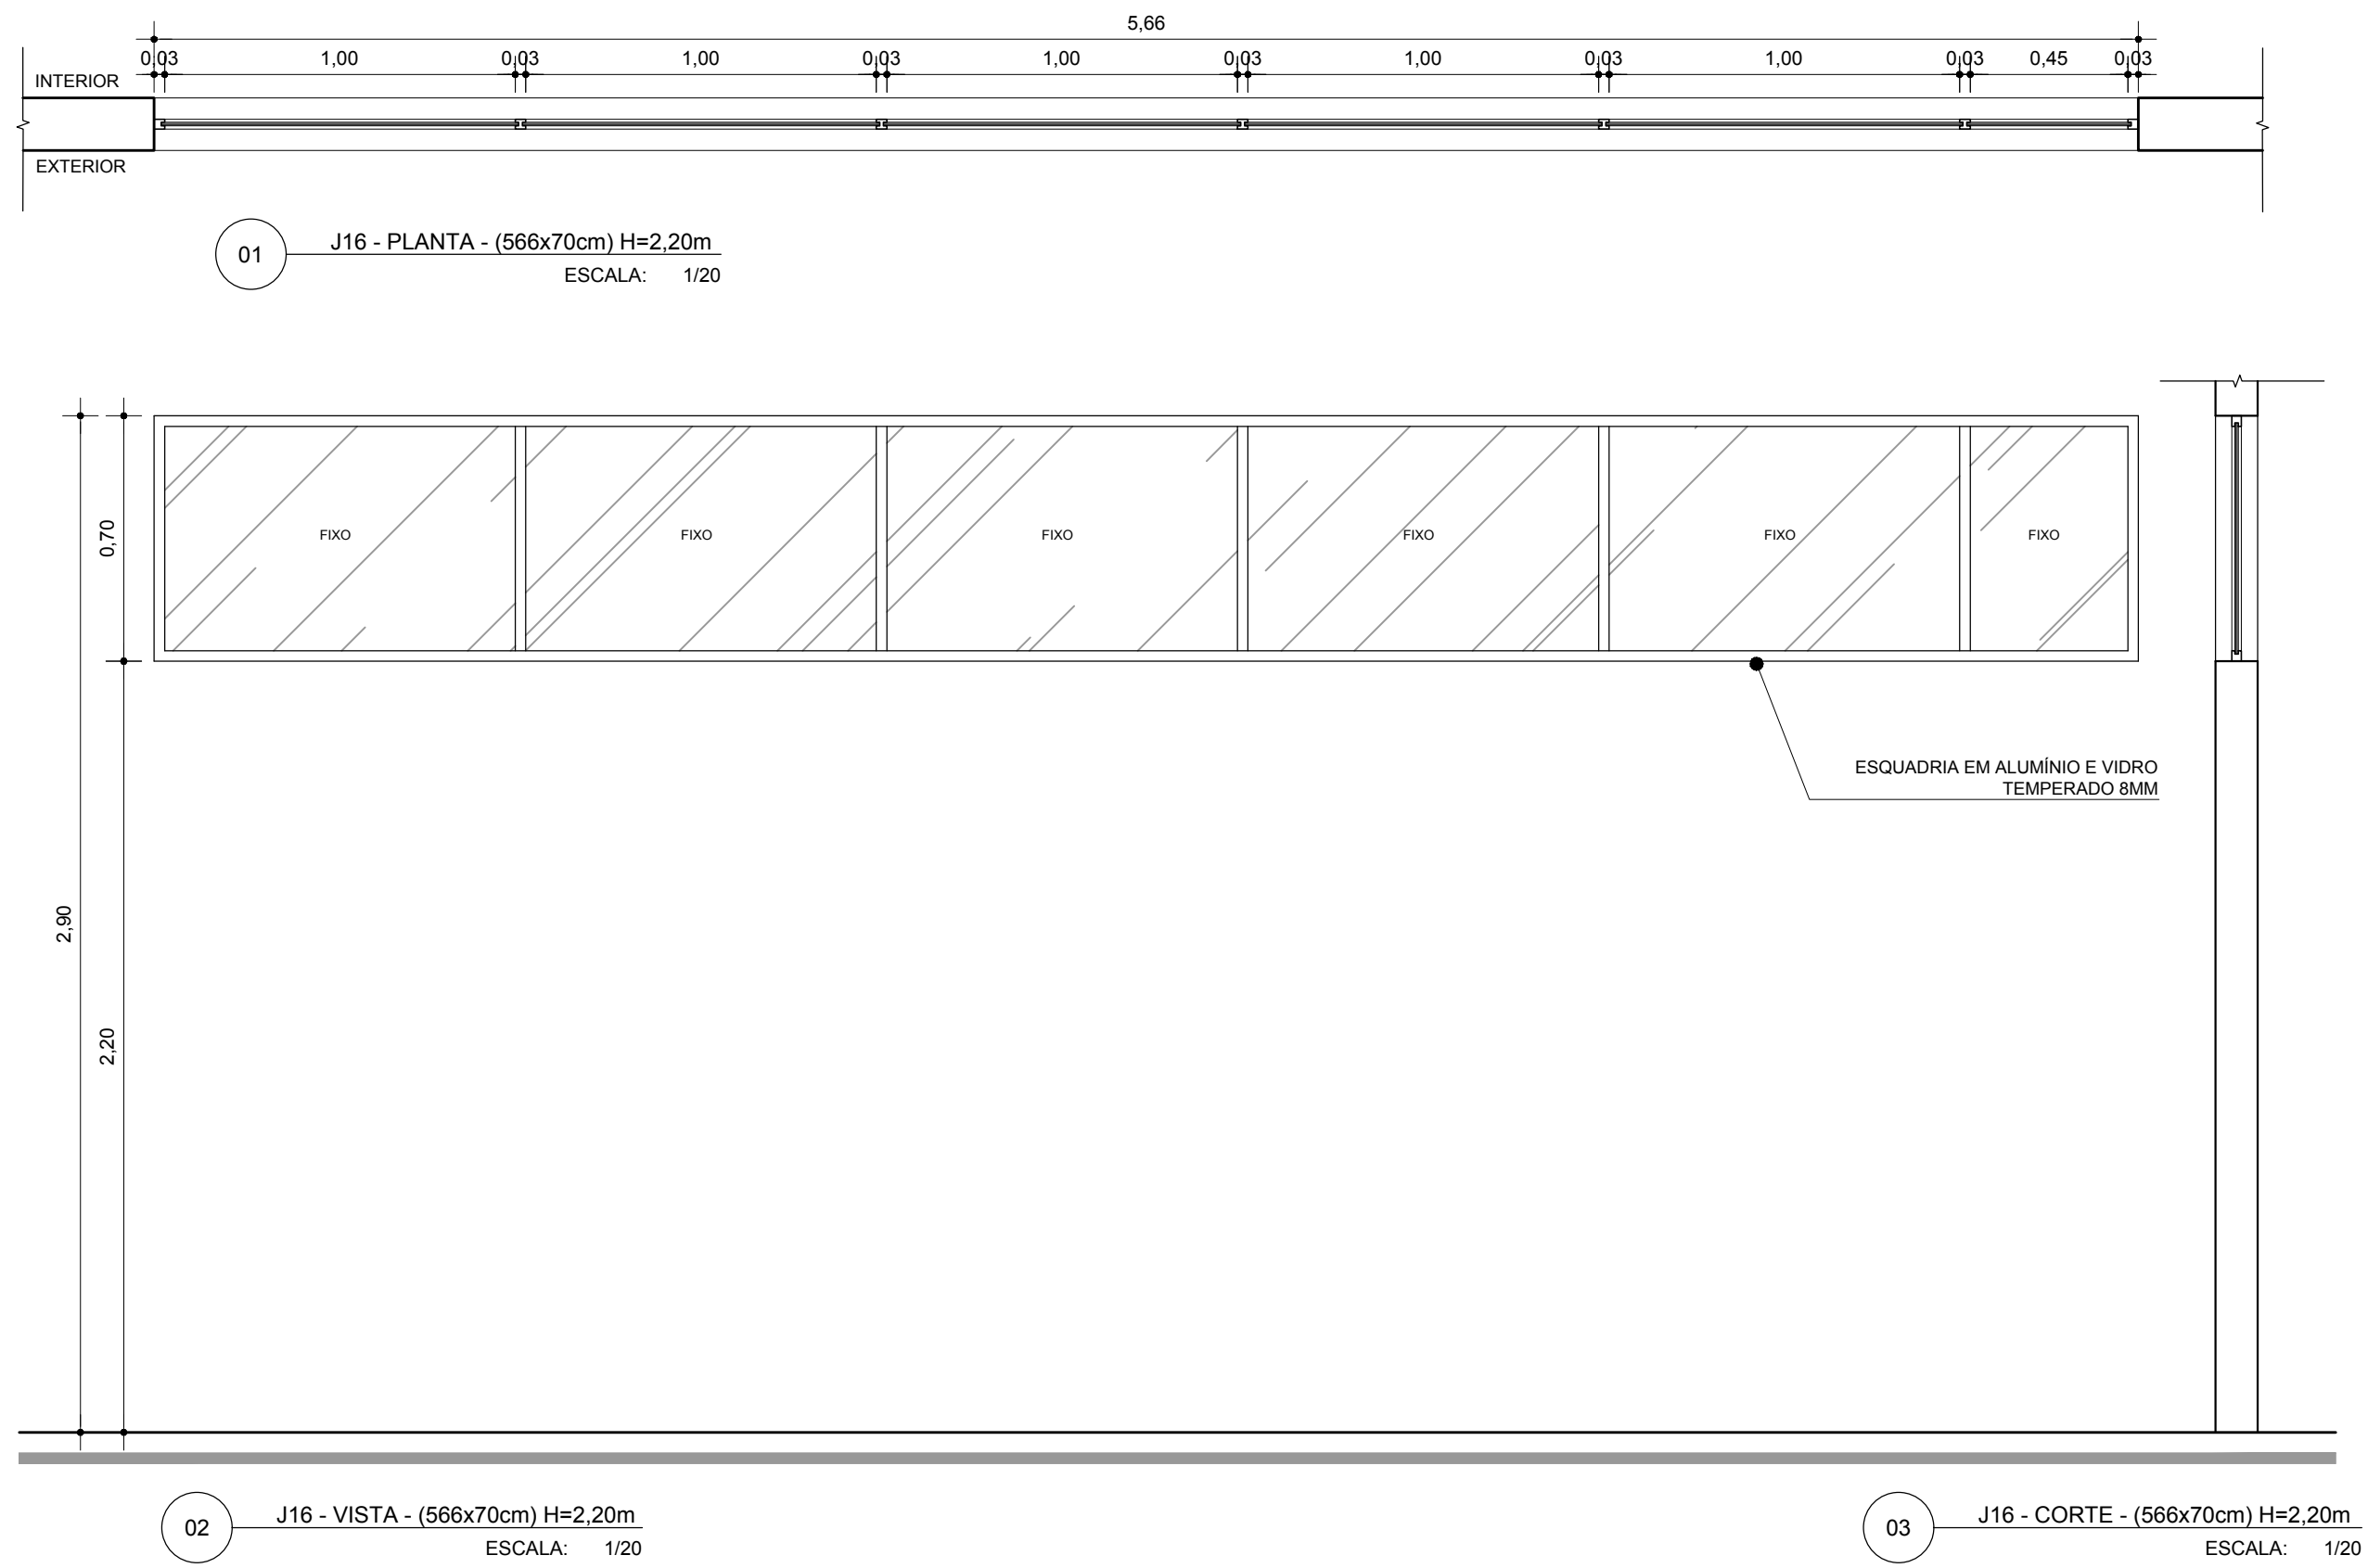 5,66
0,03 1,00 0,03 1,00 0,03 1,00 0,03 1,00 0,03 1,00 0,03 0,45 0,03
INTERIOR
EXTERIOR
01
J16 - PLANTA - (566x70cm) H=2,20m
ESCALA: 1/20
0,70
FIXO FIXO FIXO FIXO FIXO FIXO
ESQUADRIA EM ALUMÍNIO E VIDRO
TEMPERADO 8MM
2,90
2,20
02
J16 - VISTA - (566x70cm) H=2,20m
ESCALA: 1/20
03
J16 - CORTE - (566x70cm) H=2,20m
ESCALA: 1/20